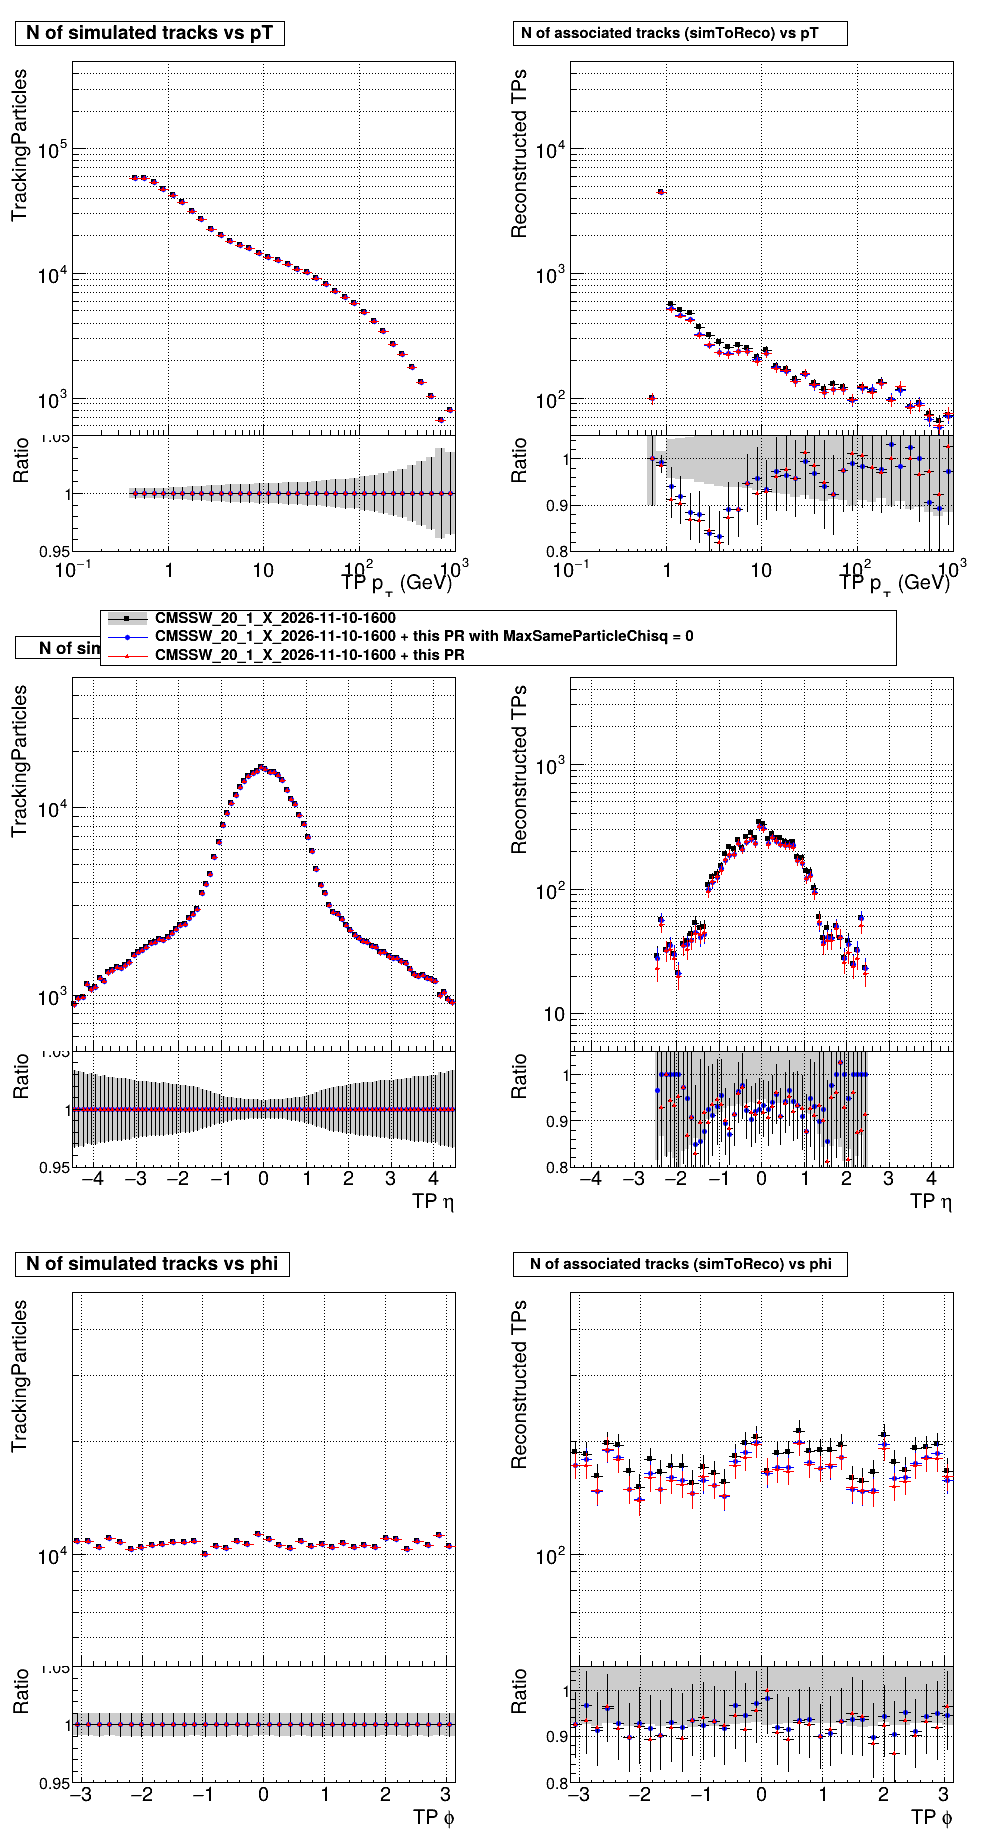 N of simulated tracks vs pT
N of associated tracks (simToReco) vs pT
TrackingParticles
10^5
10^4
10^3
Reconstructed TPs
10^4
10^3
10^2
Ratio
1.05
1
0.95
Ratio
1
0.9
0.8
10^−1 1 10 10^2 10^3
TP p_T (GeV)
10^−1 1 10 10^2 10^3
TP p_T (GeV)
CMSSW_20_1_X_2026-11-10-1600
CMSSW_20_1_X_2026-11-10-1600 + this PR with MaxSameParticleChisq = 0
CMSSW_20_1_X_2026-11-10-1600 + this PR
N of sim
TrackingParticles
10^4
10^3
Reconstructed TPs
10^3
10^2
10
Ratio
1.05
1
0.95
Ratio
1
0.9
0.8
−4 −3 −2 −1 0 1 2 3 4
TP η
−4 −3 −2 −1 0 1 2 3 4
TP η
N of simulated tracks vs phi
N of associated tracks (simToReco) vs phi
TrackingParticles
10^4
Reconstructed TPs
10^2
Ratio
1.05
1
0.95
Ratio
1
0.9
0.8
−3 −2 −1 0 1 2 3
TP ϕ
−3 −2 −1 0 1 2 3
TP ϕ